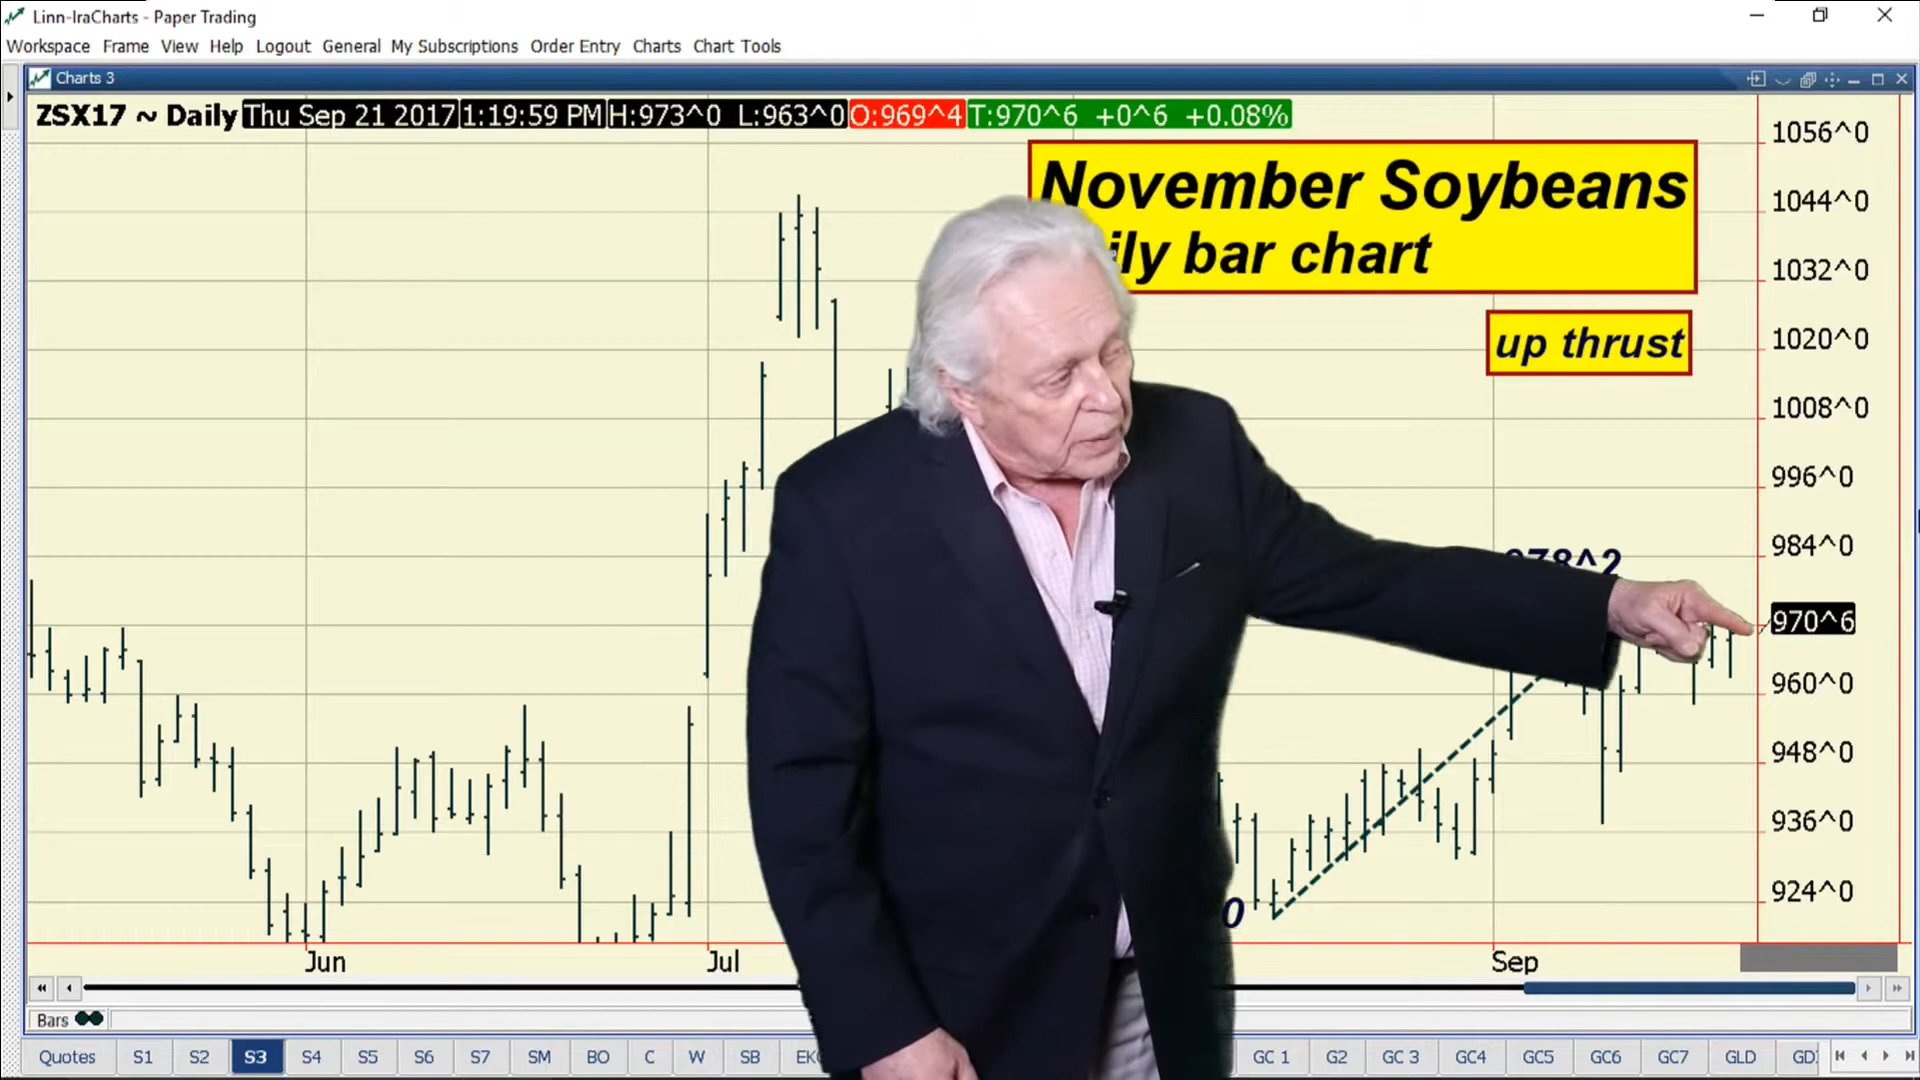 Linn-IraCharts - Paper Trading
Workspace Frame View Help Logout General My Subscriptions Order Entry Charts Chart Tools
Charts 3
ZSX17 ~ Daily Thu Sep 21 2017 1:19:59 PM H:973^0 L:963^0 O:969^4 T:970^6 +0^6 +0.08%
November Soybeans
ily bar chart
up thrust
1056^0
1044^0
1032^0
1020^0
1008^0
996^0
984^0
978^2
970^6
960^0
948^0
936^0
924^0
0
Jun Jul Sep
Bars
Quotes S1 S2 S3 S4 S5 S6 S7 SM BO C W SB GC 1 G2 GC 3 GC4 GC5 GC6 GC7 GLD